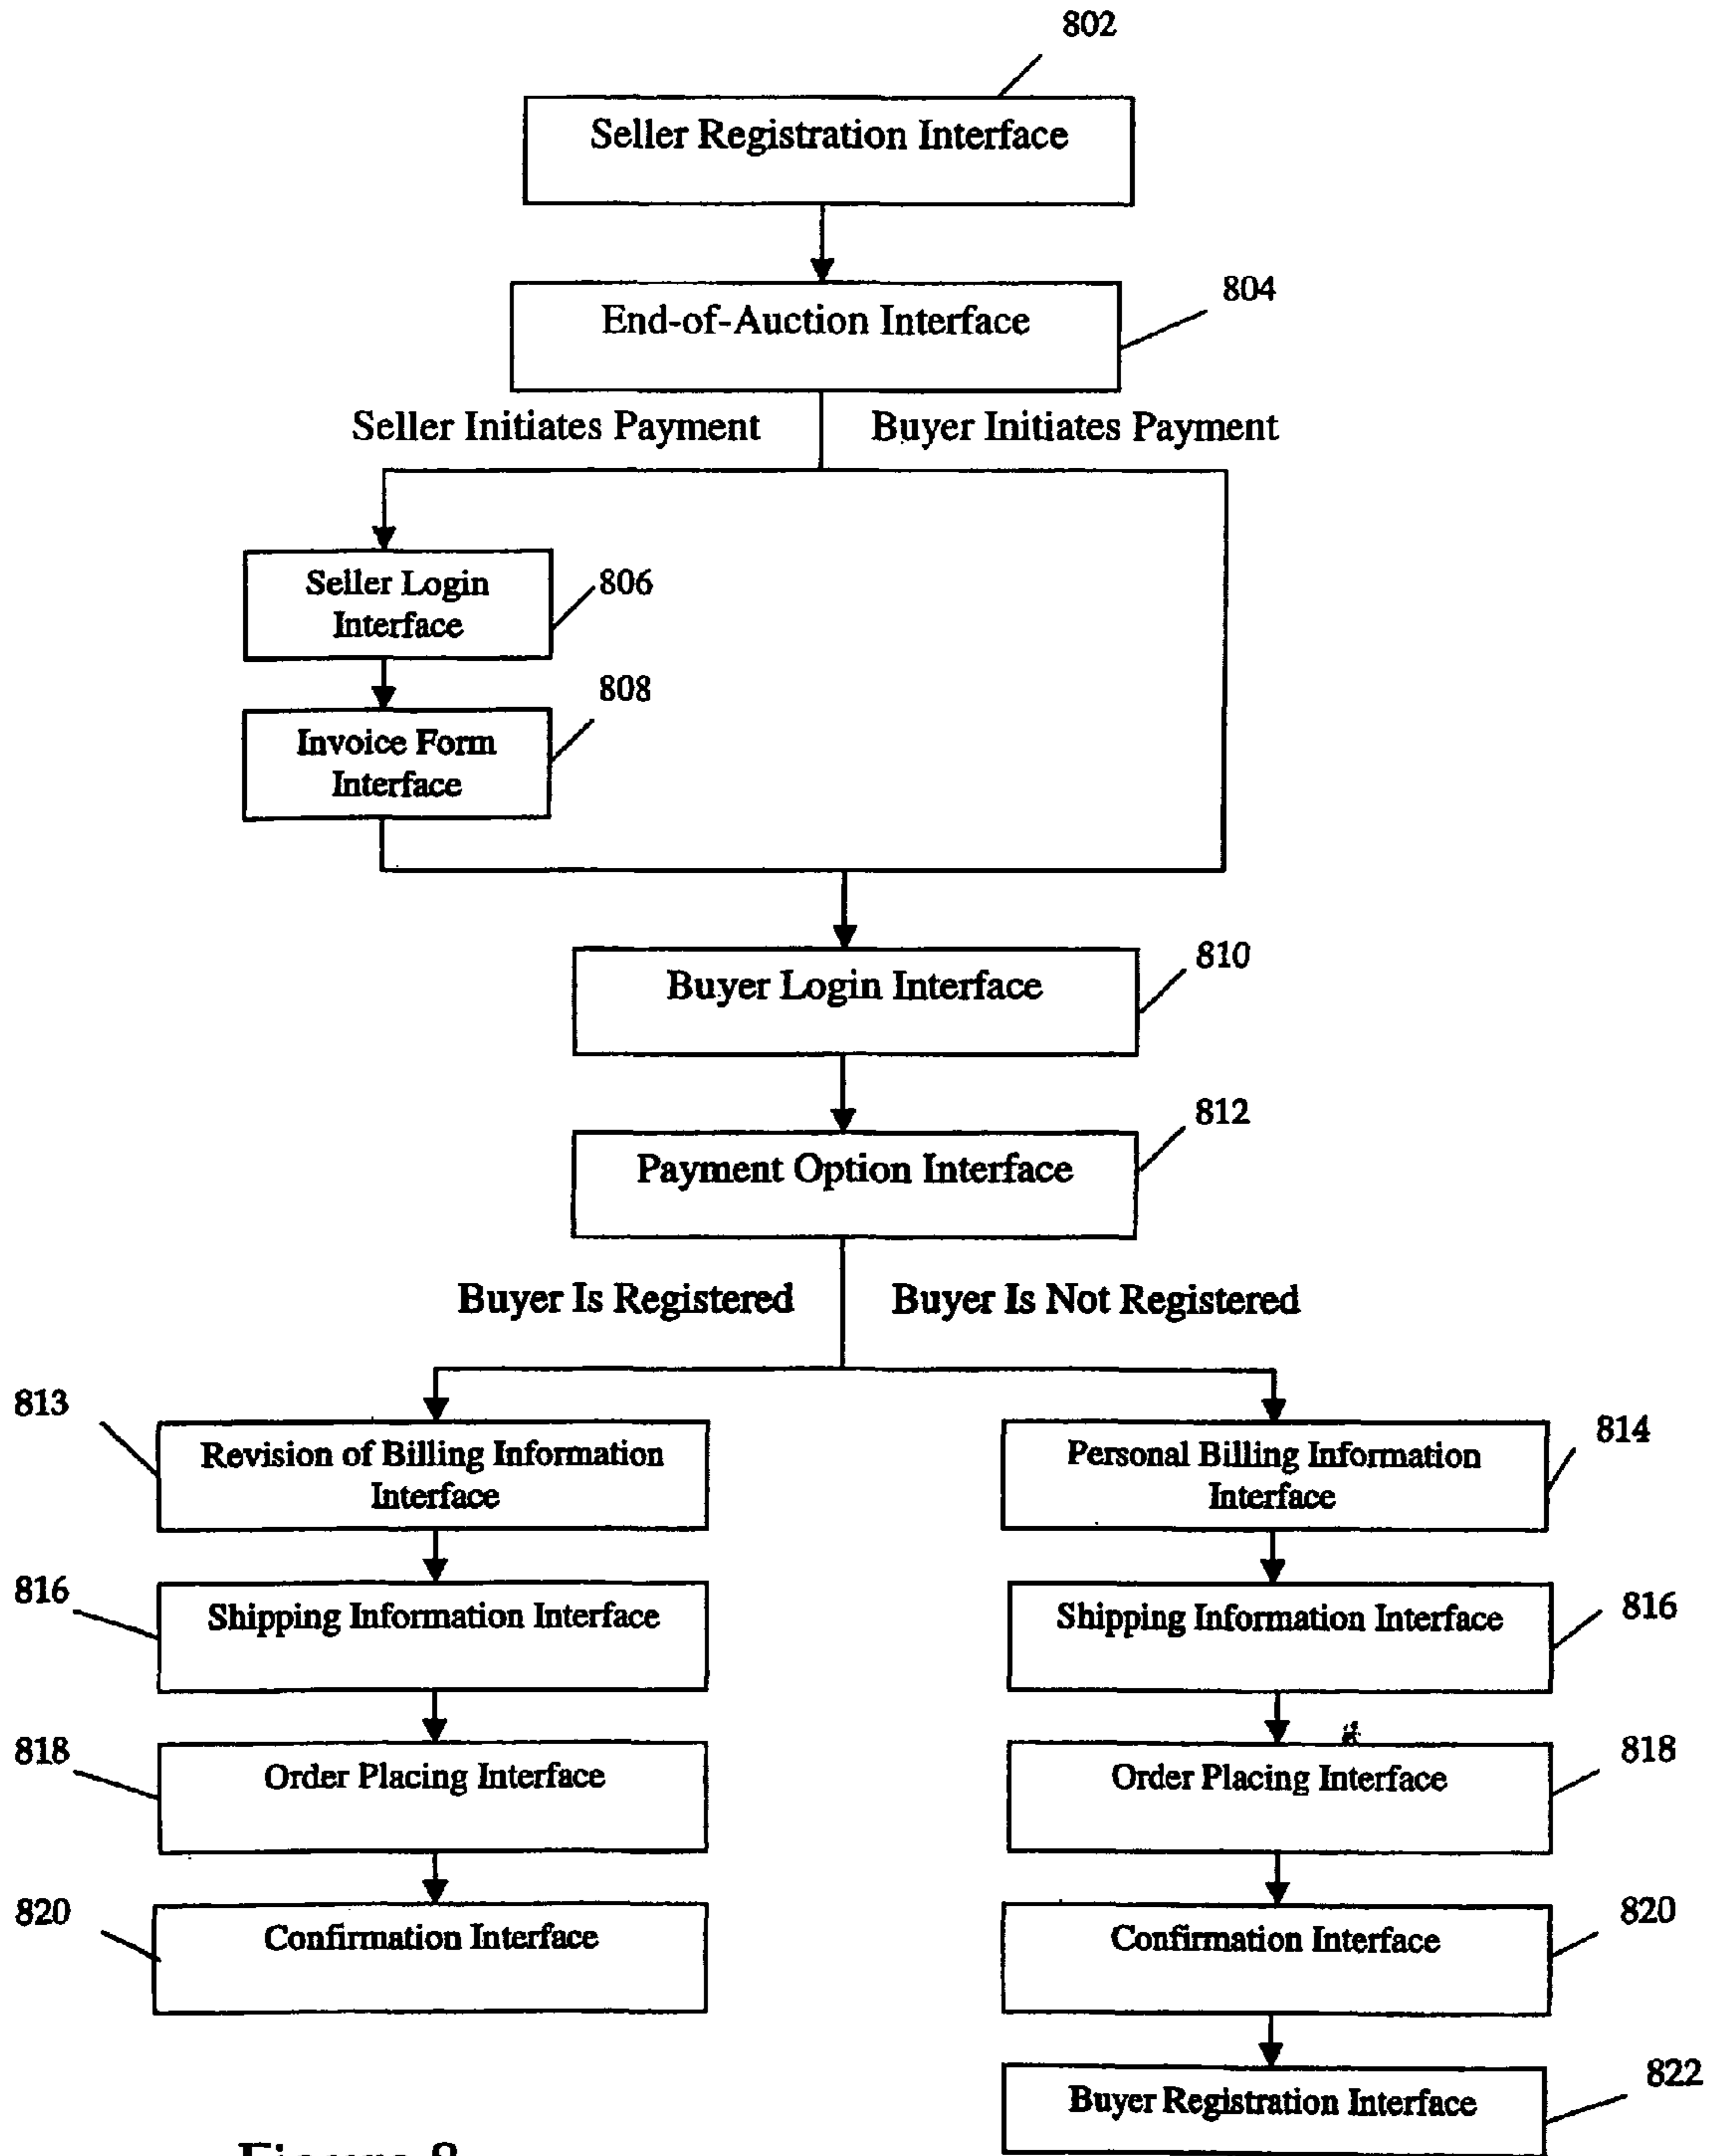 802
Seller Registration Interface
804
End-of-Auction Interface
Seller Initiates Payment
Buyer Initiates Payment
Seller Login
Interface
806
808
Invoice Form
Interface
810
Buyer Login Interface
812
Payment Option Interface
Buyer Is Registered
Buyer Is Not Registered
813
Revision of Billing Information
Interface
814
Personal Billing Information
Interface
816
Shipping Information Interface
Shipping Information Interface
816
818
Order Placing Interface
Order Placing Interface
818
820
Confirmation Interface
Confirmation Interface
820
Buyer Registration Interface
822
Figure 8